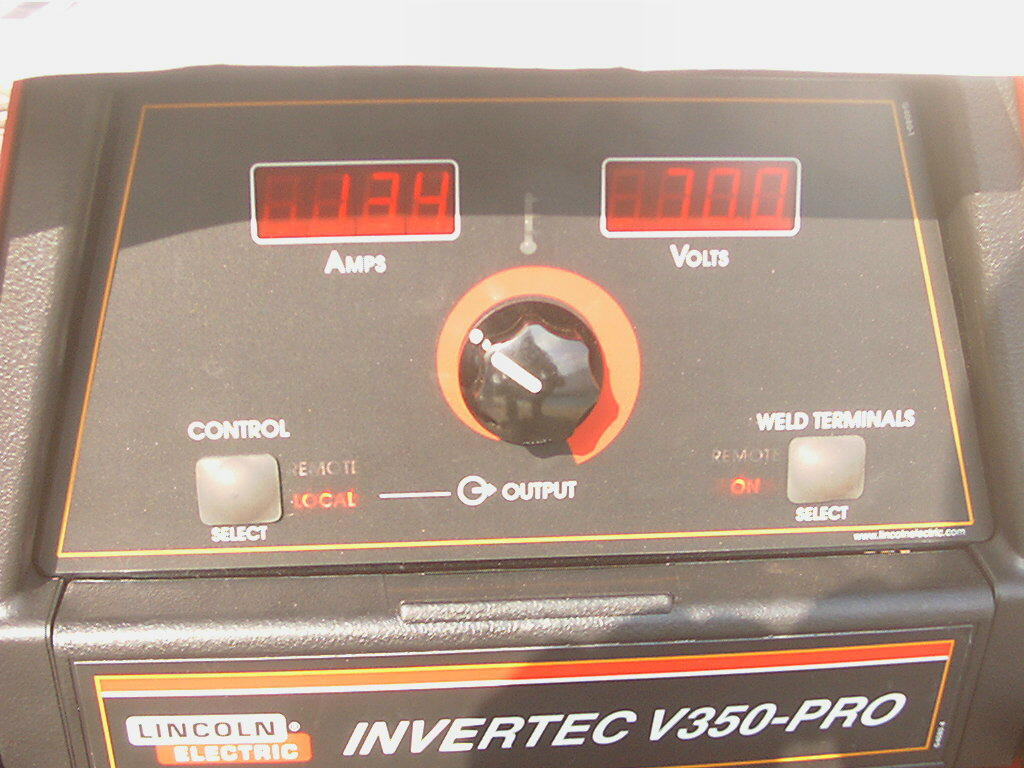 134
30.0
AMPS
VOLTS
CONTROL
WELD TERMINALS
REMOTE
REMOTE
LOCAL
OUTPUT
ON
SELECT
SELECT
www.lincolnelectric.com
LINCOLN®
ELECTRIC
INVERTEC V350-PRO